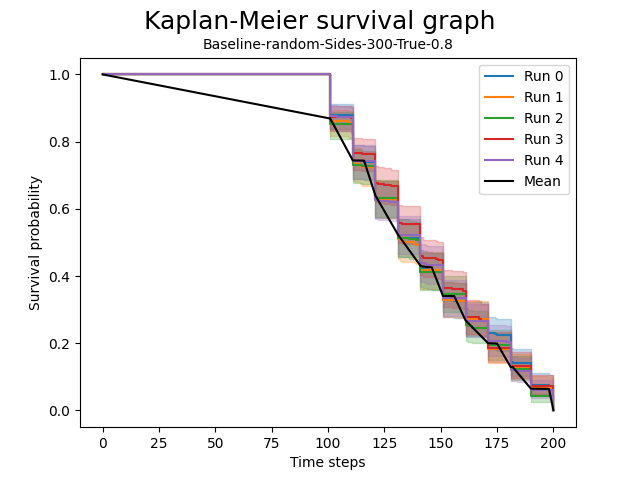 Kaplan-Meier survival graph
Baseline-random-Sides-300-True-0.8
Survival probability
1.0
0.8
0.6
0.4
0.2
0.0
Run 0
Run 1
Run 2
Run 3
Run 4
Mean
0 25 50 75 100 125 150 175 200
Time steps